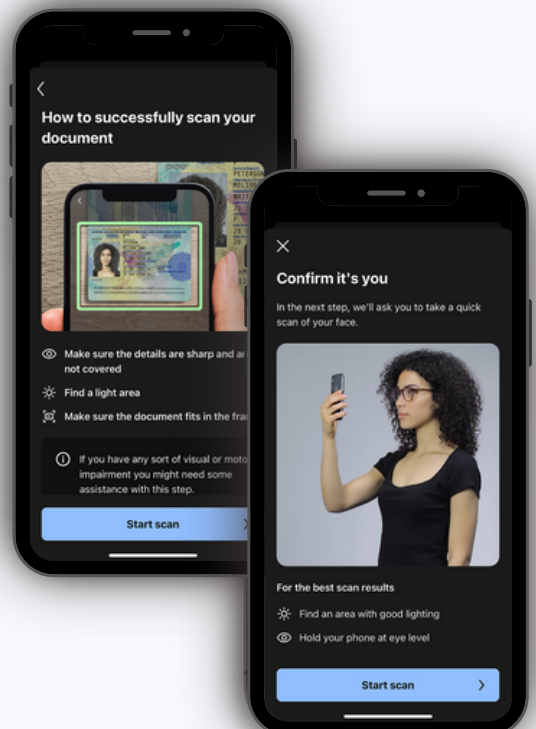 How to successfully scan your
document
PETERSON
Make sure the details are sharp and
not covered
Find a light area
Make sure the document fits in the
If you have any sort of visual or
impairment you might need some
assistance with this step.
Start scan
Confirm it's you
In the next step, we'll ask you to take a quick
scan of your face.
For the best scan results
Find an area with good lighting
Hold your phone at eye level
Start scan